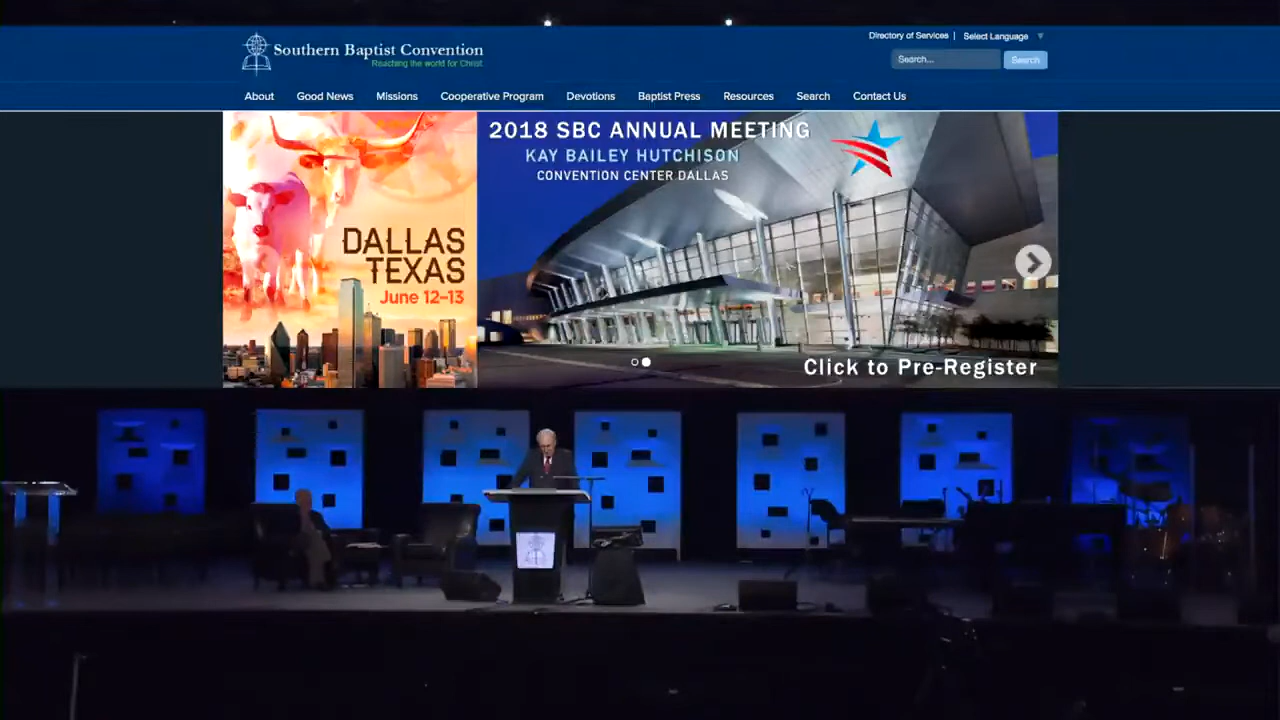 Southern Baptist Convention
Reaching the world for Christ.
Directory of Services | Select Language ▼
Search... Search
About Good News Missions Cooperative Program Devotions Baptist Press Resources Search Contact Us
DALLAS
TEXAS
June 12–13
2018 SBC ANNUAL MEETING
KAY BAILEY HUTCHISON
CONVENTION CENTER DALLAS
Click to Pre-Register